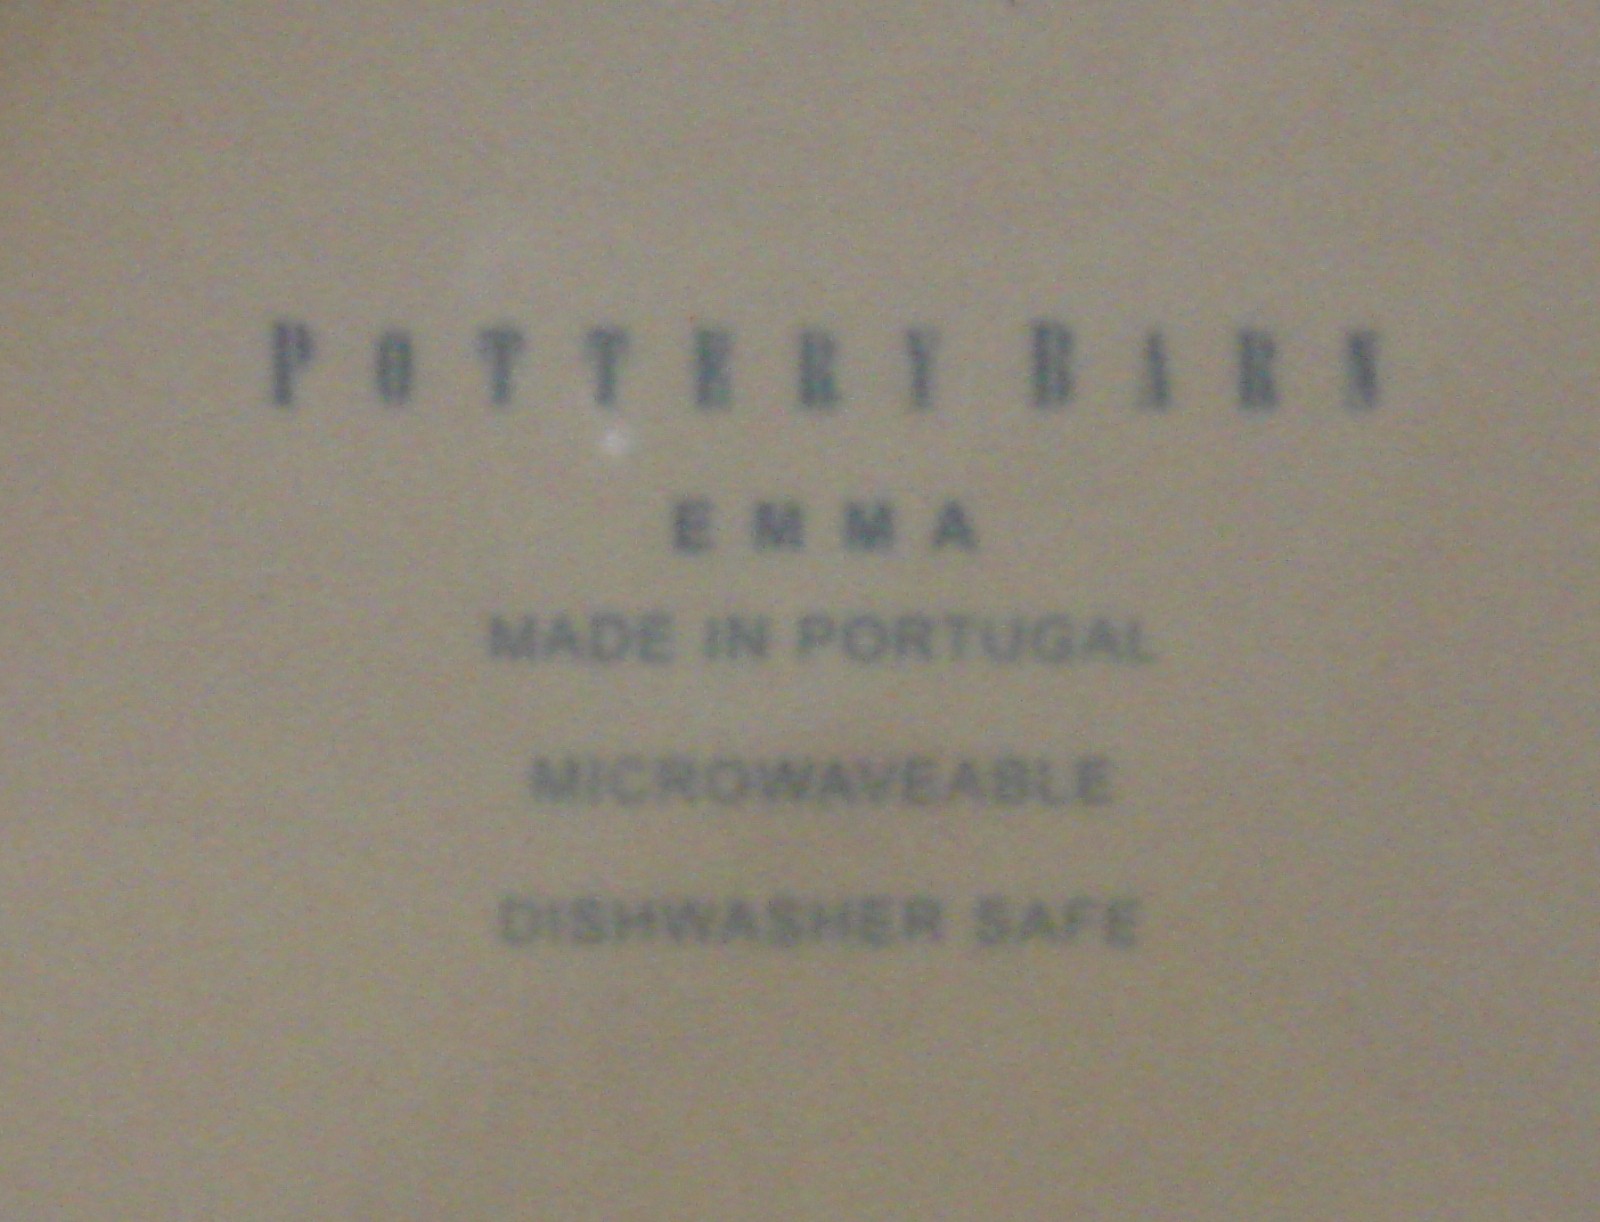 POTTERY BARN
EMMA
MADE IN PORTUGAL
MICROWAVEABLE
DISHWASHER SAFE